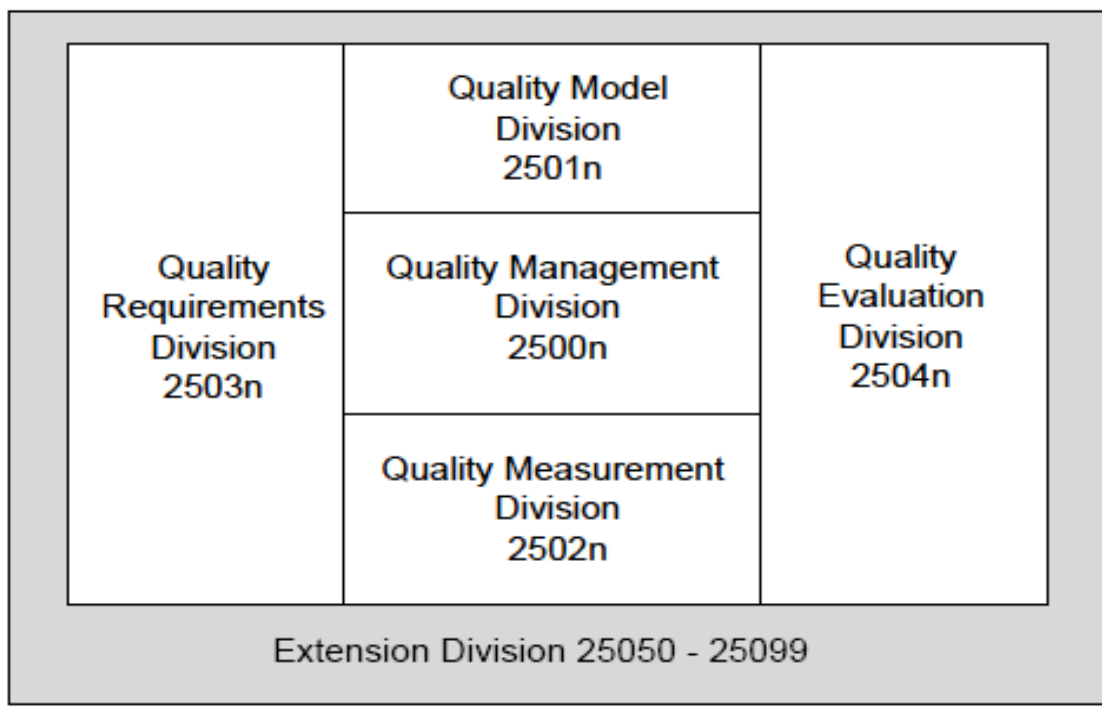 Quality Model
Division
2501n
Quality
Requirements
Division
2503n
Quality Management
Division
2500n
Quality
Evaluation
Division
2504n
Quality Measurement
Division
2502n
Extension Division 25050 - 25099